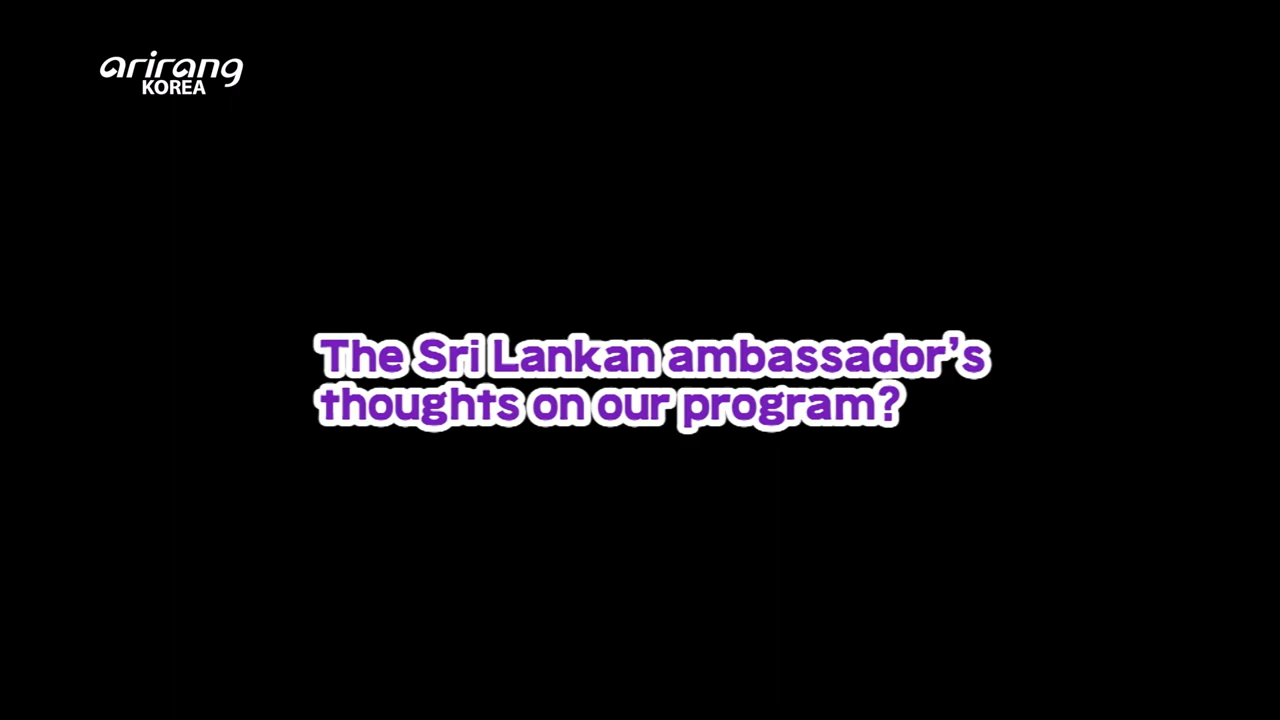 arirang
KOREA
The Sri Lankan ambassador’s
thoughts on our program?